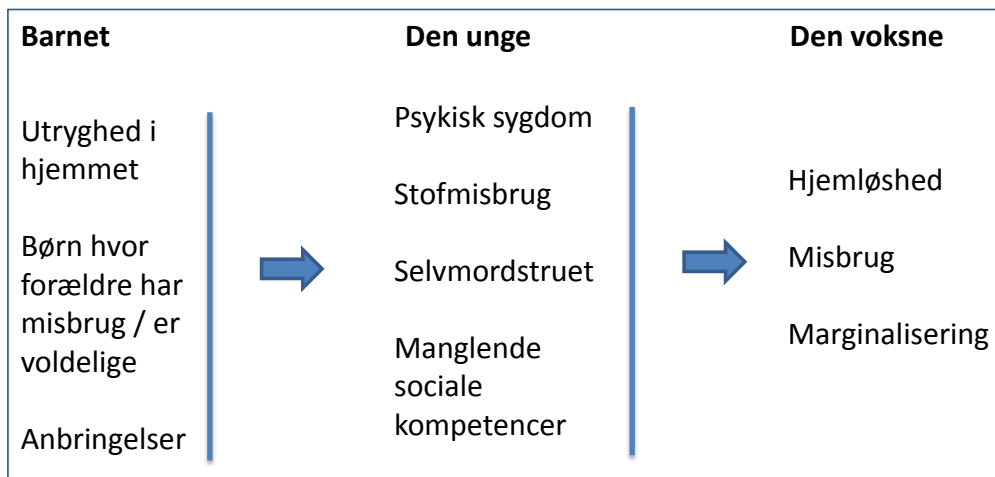 Barnet
Utryghed i
hjemmet
Børn hvor
forældre har
misbrug / er
voldelige
Anbringelser
Den unge
Psykisk sygdom
Stofmisbrug
Selvmordstruet
Manglende
sociale
kompetencer
Den voksne
Hjemløshed
Misbrug
Marginalisering